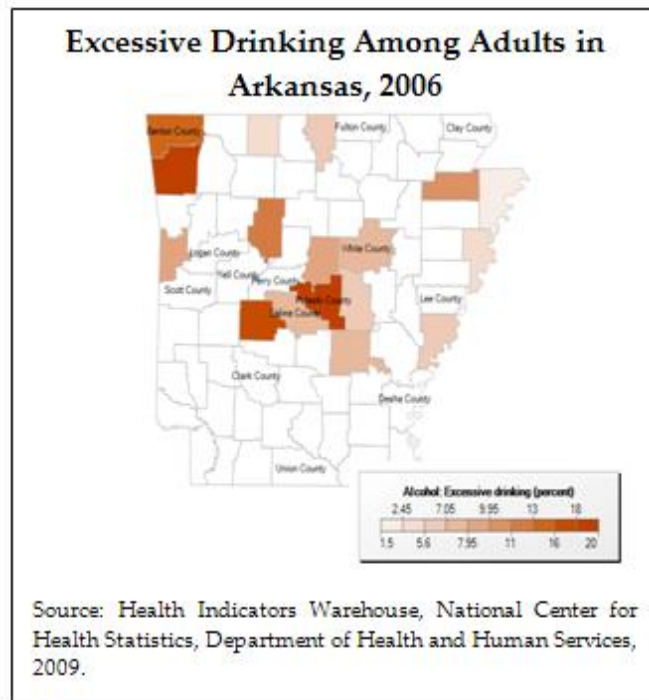 Excessive Drinking Among Adults in
Arkansas, 2006
Benton County
Fulton County
Clay County
Logan County
White County
Yell County
Perry County
Scott County
Pulaski County
Saline County
Lee County
Clark County
Desha County
Union County
Alcohol: Excessive drinking (percent)
2.45 7.05 9.95 13 18
1.5 5.6 7.95 11 16 20
Source: Health Indicators Warehouse, National Center for
Health Statistics, Department of Health and Human Services,
2009.